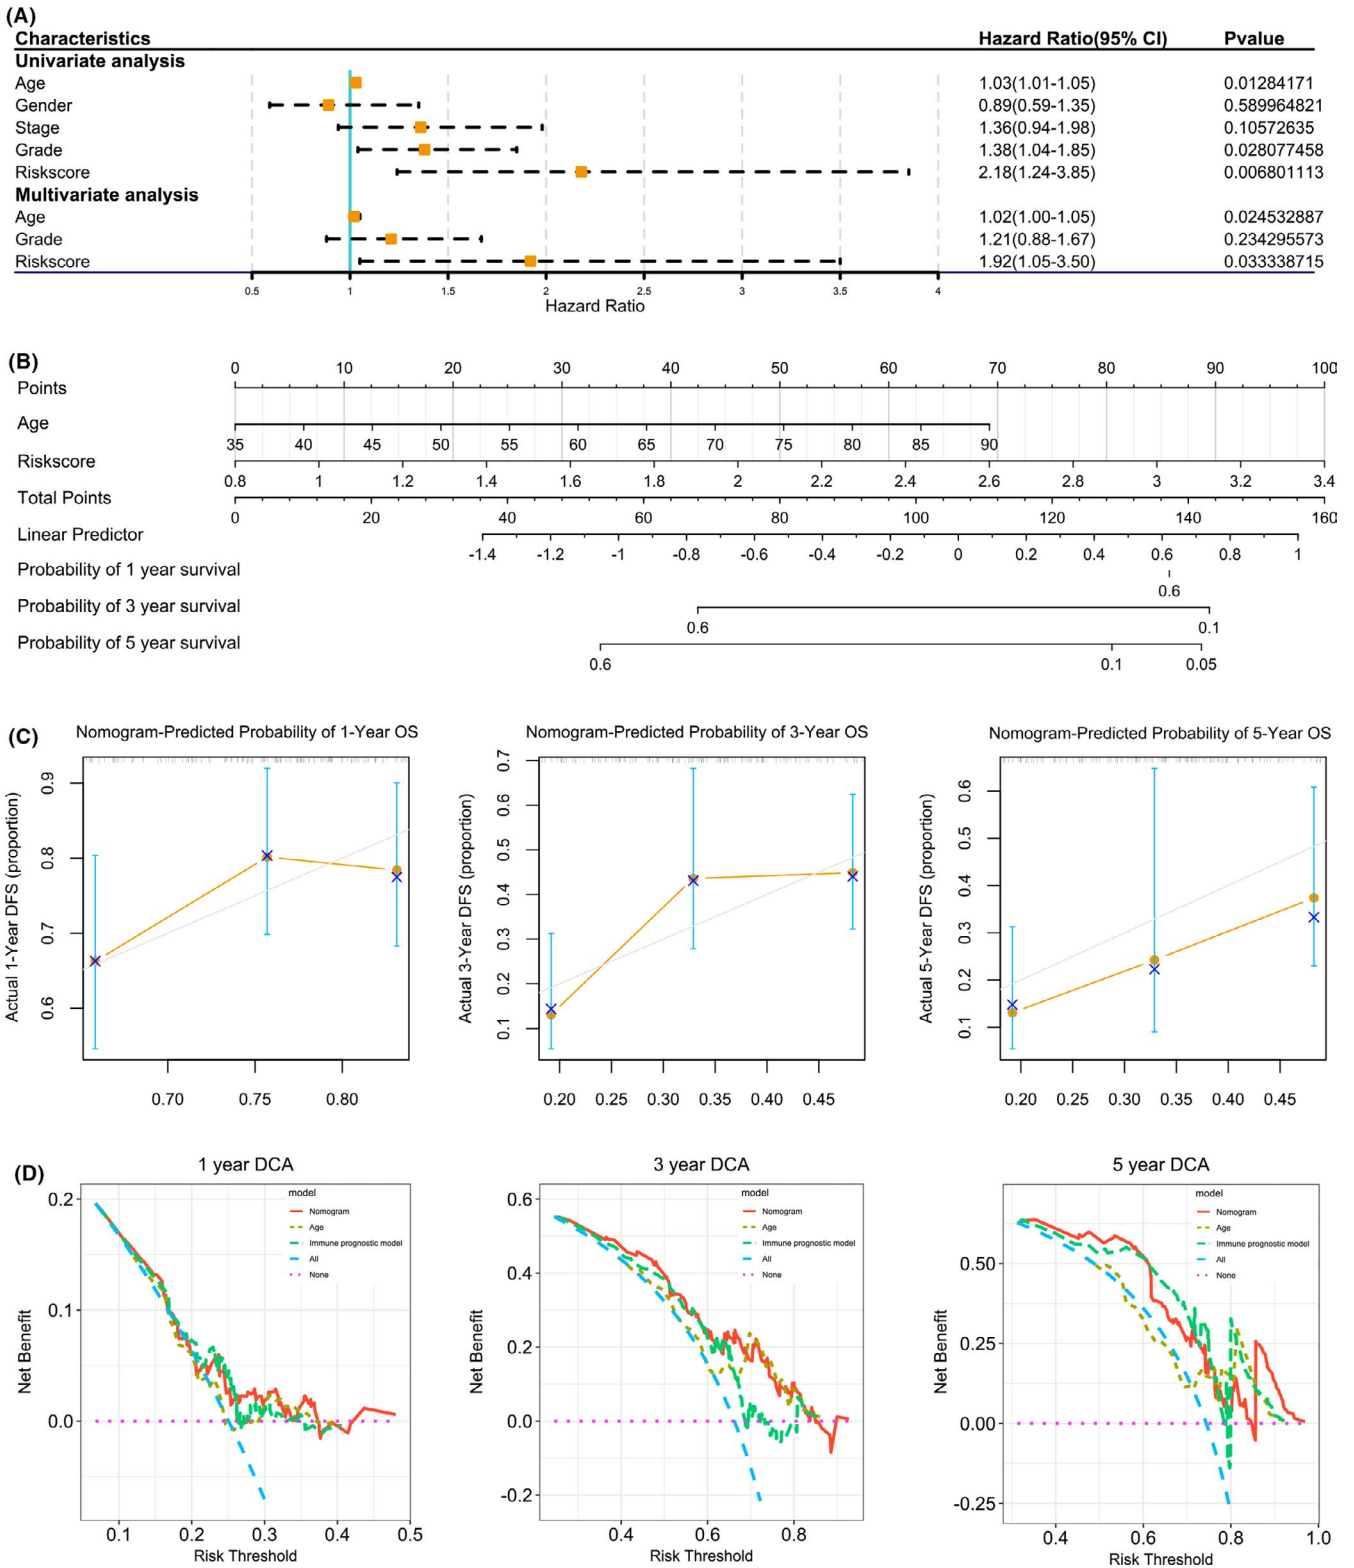 (A)
Characteristics Hazard Ratio(95% CI) Pvalue
Univariate analysis
Age 1.03(1.01-1.05) 0.01284171
Gender 0.89(0.59-1.35) 0.589964821
Stage 1.36(0.94-1.98) 0.10572635
Grade 1.38(1.04-1.85) 0.028077458
Riskscore 2.18(1.24-3.85) 0.006801113
Multivariate analysis
Age 1.02(1.00-1.05) 0.024532887
Grade 1.21(0.88-1.67) 0.234295573
Riskscore 1.92(1.05-3.50) 0.033338715
0.5 1 1.5 2 2.5 3 3.5 4
Hazard Ratio
(B)
0 10 20 30 40 50 60 70 80 90 100
Points
Age
35 40 45 50 55 60 65 70 75 80 85 90
Riskscore
0.8 1 1.2 1.4 1.6 1.8 2 2.2 2.4 2.6 2.8 3 3.2 3.4
Total Points
0 20 40 60 80 100 120 140 160
Linear Predictor
-1.4 -1.2 -1 -0.8 -0.6 -0.4 -0.2 0 0.2 0.4 0.6 0.8 1
Probability of 1 year survival
0.6
Probability of 3 year survival
0.6 0.1
Probability of 5 year survival
0.6 0.1 0.05
(C)
Nomogram-Predicted Probability of 1-Year OS
Actual 1-Year DFS (proportion)
0.9
0.8
0.7
0.6
0.70 0.75 0.80
Nomogram-Predicted Probability of 3-Year OS
Actual 3-Year DFS (proportion)
0.7
0.6
0.5
0.4
0.3
0.2
0.1
0.20 0.25 0.30 0.35 0.40 0.45
Nomogram-Predicted Probability of 5-Year OS
Actual 5-Year DFS (proportion)
0.6
0.5
0.4
0.3
0.2
0.1
0.20 0.25 0.30 0.35 0.40 0.45
(D)
1 year DCA
model
Nomogram
Age
Immune prognostic model
All
None
Net Benefit
0.2
0.1
0.0
0.1 0.2 0.3 0.4 0.5
Risk Threshold
3 year DCA
model
Nomogram
Age
Immune prognostic model
All
None
Net Benefit
0.6
0.4
0.2
0.0
-0.2
0.4 0.6 0.8
Risk Threshold
5 year DCA
model
Nomogram
Age
Immune prognostic model
All
None
Net Benefit
0.50
0.25
0.00
-0.25
0.4 0.6 0.8 1.0
Risk Threshold